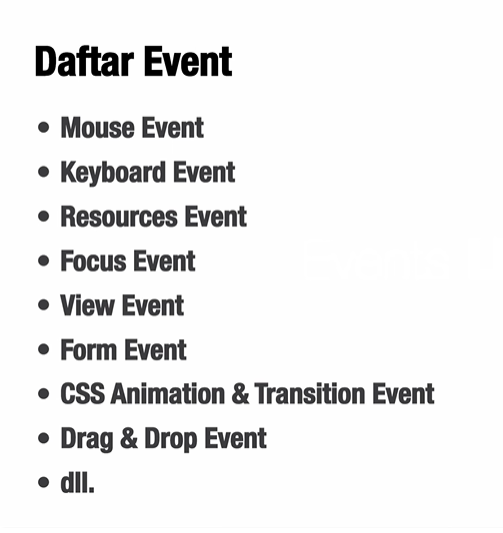 Daftar Event
• Mouse Event
• Keyboard Event
• Resources Event
• Focus Event
• View Event
• Form Event
• CSS Animation & Transition Event
• Drag & Drop Event
• dll.